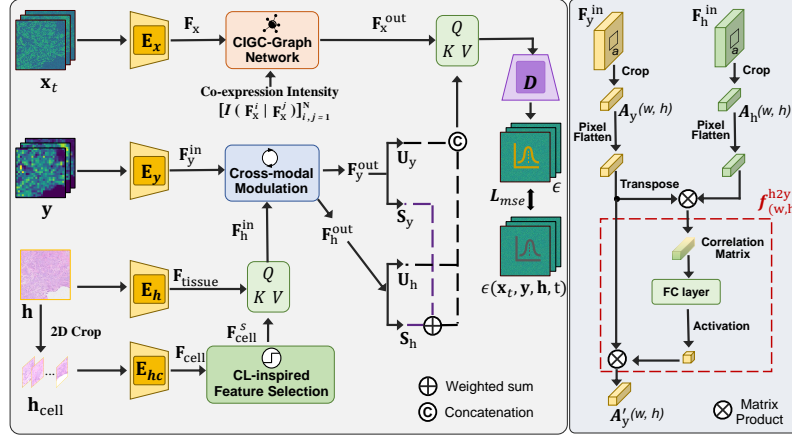 x_t
E_x
F_x
CIGC-Graph
Network
F_x^out
Q
K V
D
Co-expression Intensity
[I ( F_x^i | F_x^j )]_{i,j=1}^N
y
E_y
F_y^in
Cross-modal
Modulation
F_y^out
U_y
S_y
C
L_mse
ϵ
F_h^in
F_h^out
U_h
S_h
ϵ(x_t, y, h, t)
h
E_h
F_tissue
Q
K V
2D Crop
F_cell^s
h_cell
...
E_hc
F_cell
CL-inspired
Feature Selection
Weighted sum
C Concatenation
F_y^in
F_h^in
a
a
Crop
Crop
A_y(w, h)
A_h(w, h)
Pixel
Flatten
Pixel
Flatten
Transpose
f_(w,h^h2y
Correlation
Matrix
FC layer
Activation
A'_y(w, h)
Matrix
Product